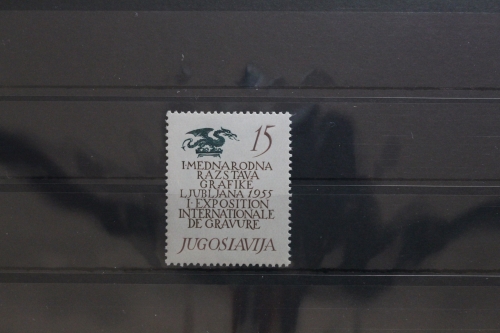 15
I·MEDNARODNA
RAZSTAVA
GRAFIKE
LJUBLJANA 1955
I·EXPOSITION
INTERNATIONALE
DE GRAVURE
JUGOSLAVIJA